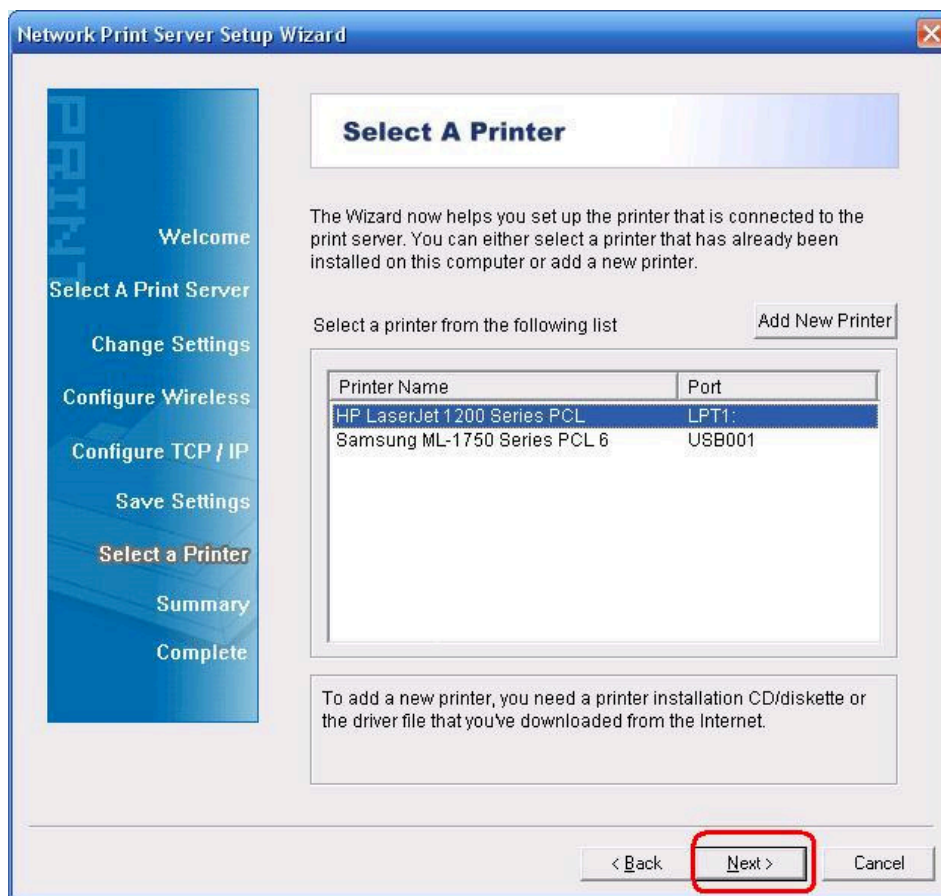 Network Print Server Setup Wizard
PRINT
Welcome
Select A Print Server
Change Settings
Configure Wireless
Configure TCP / IP
Save Settings
Select a Printer
Summary
Complete
Select A Printer
The Wizard now helps you set up the printer that is connected to the
print server. You can either select a printer that has already been
installed on this computer or add a new printer.
Select a printer from the following list
Add New Printer
Printer Name Port
HP LaserJet 1200 Series PCL LPT1:
Samsung ML-1750 Series PCL 6 USB001
To add a new printer, you need a printer installation CD/diskette or
the driver file that you've downloaded from the Internet.
< Back Next > Cancel